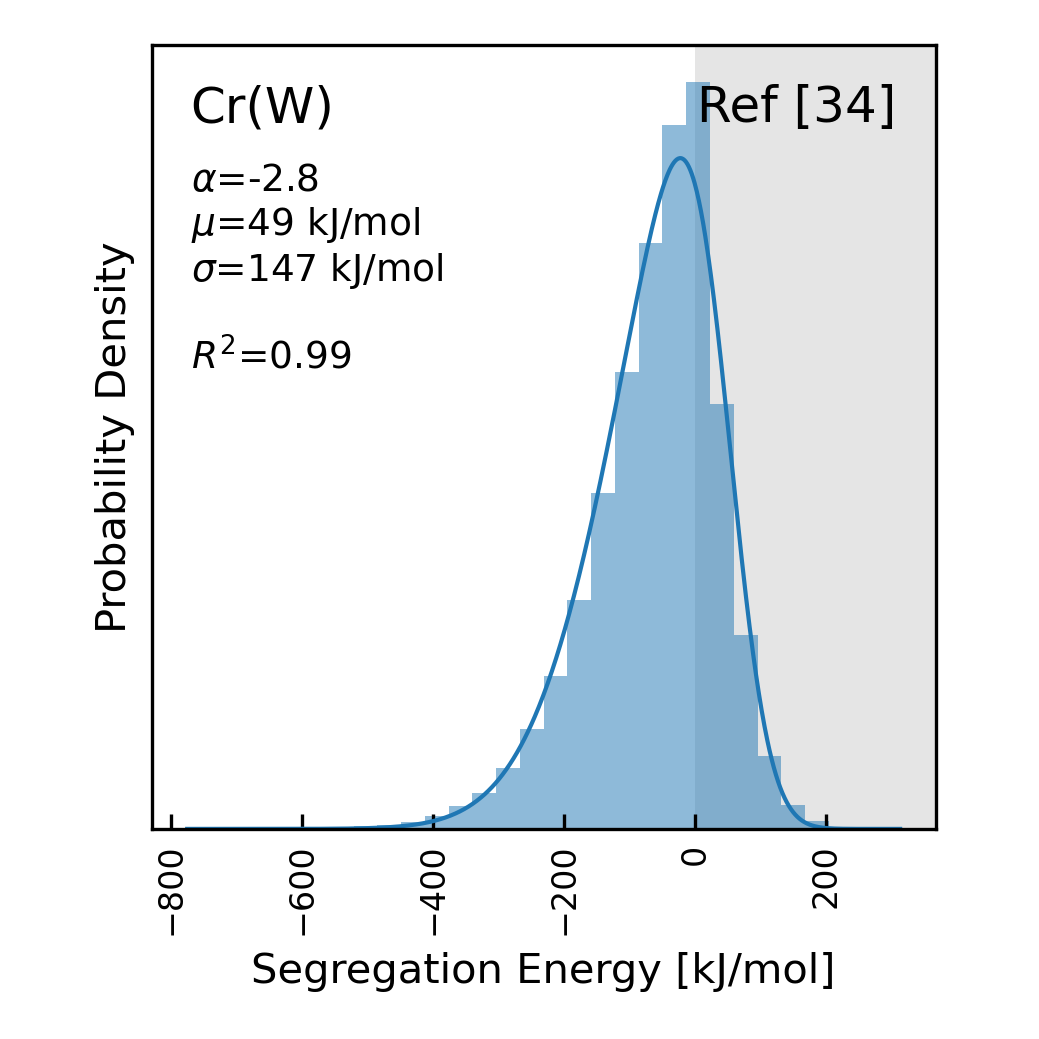 Cr(W)
Ref [34]
α=-2.8
μ=49 kJ/mol
σ=147 kJ/mol
R²=0.99
Probability Density
−800
−600
−400
−200
0
200
Segregation Energy [kJ/mol]